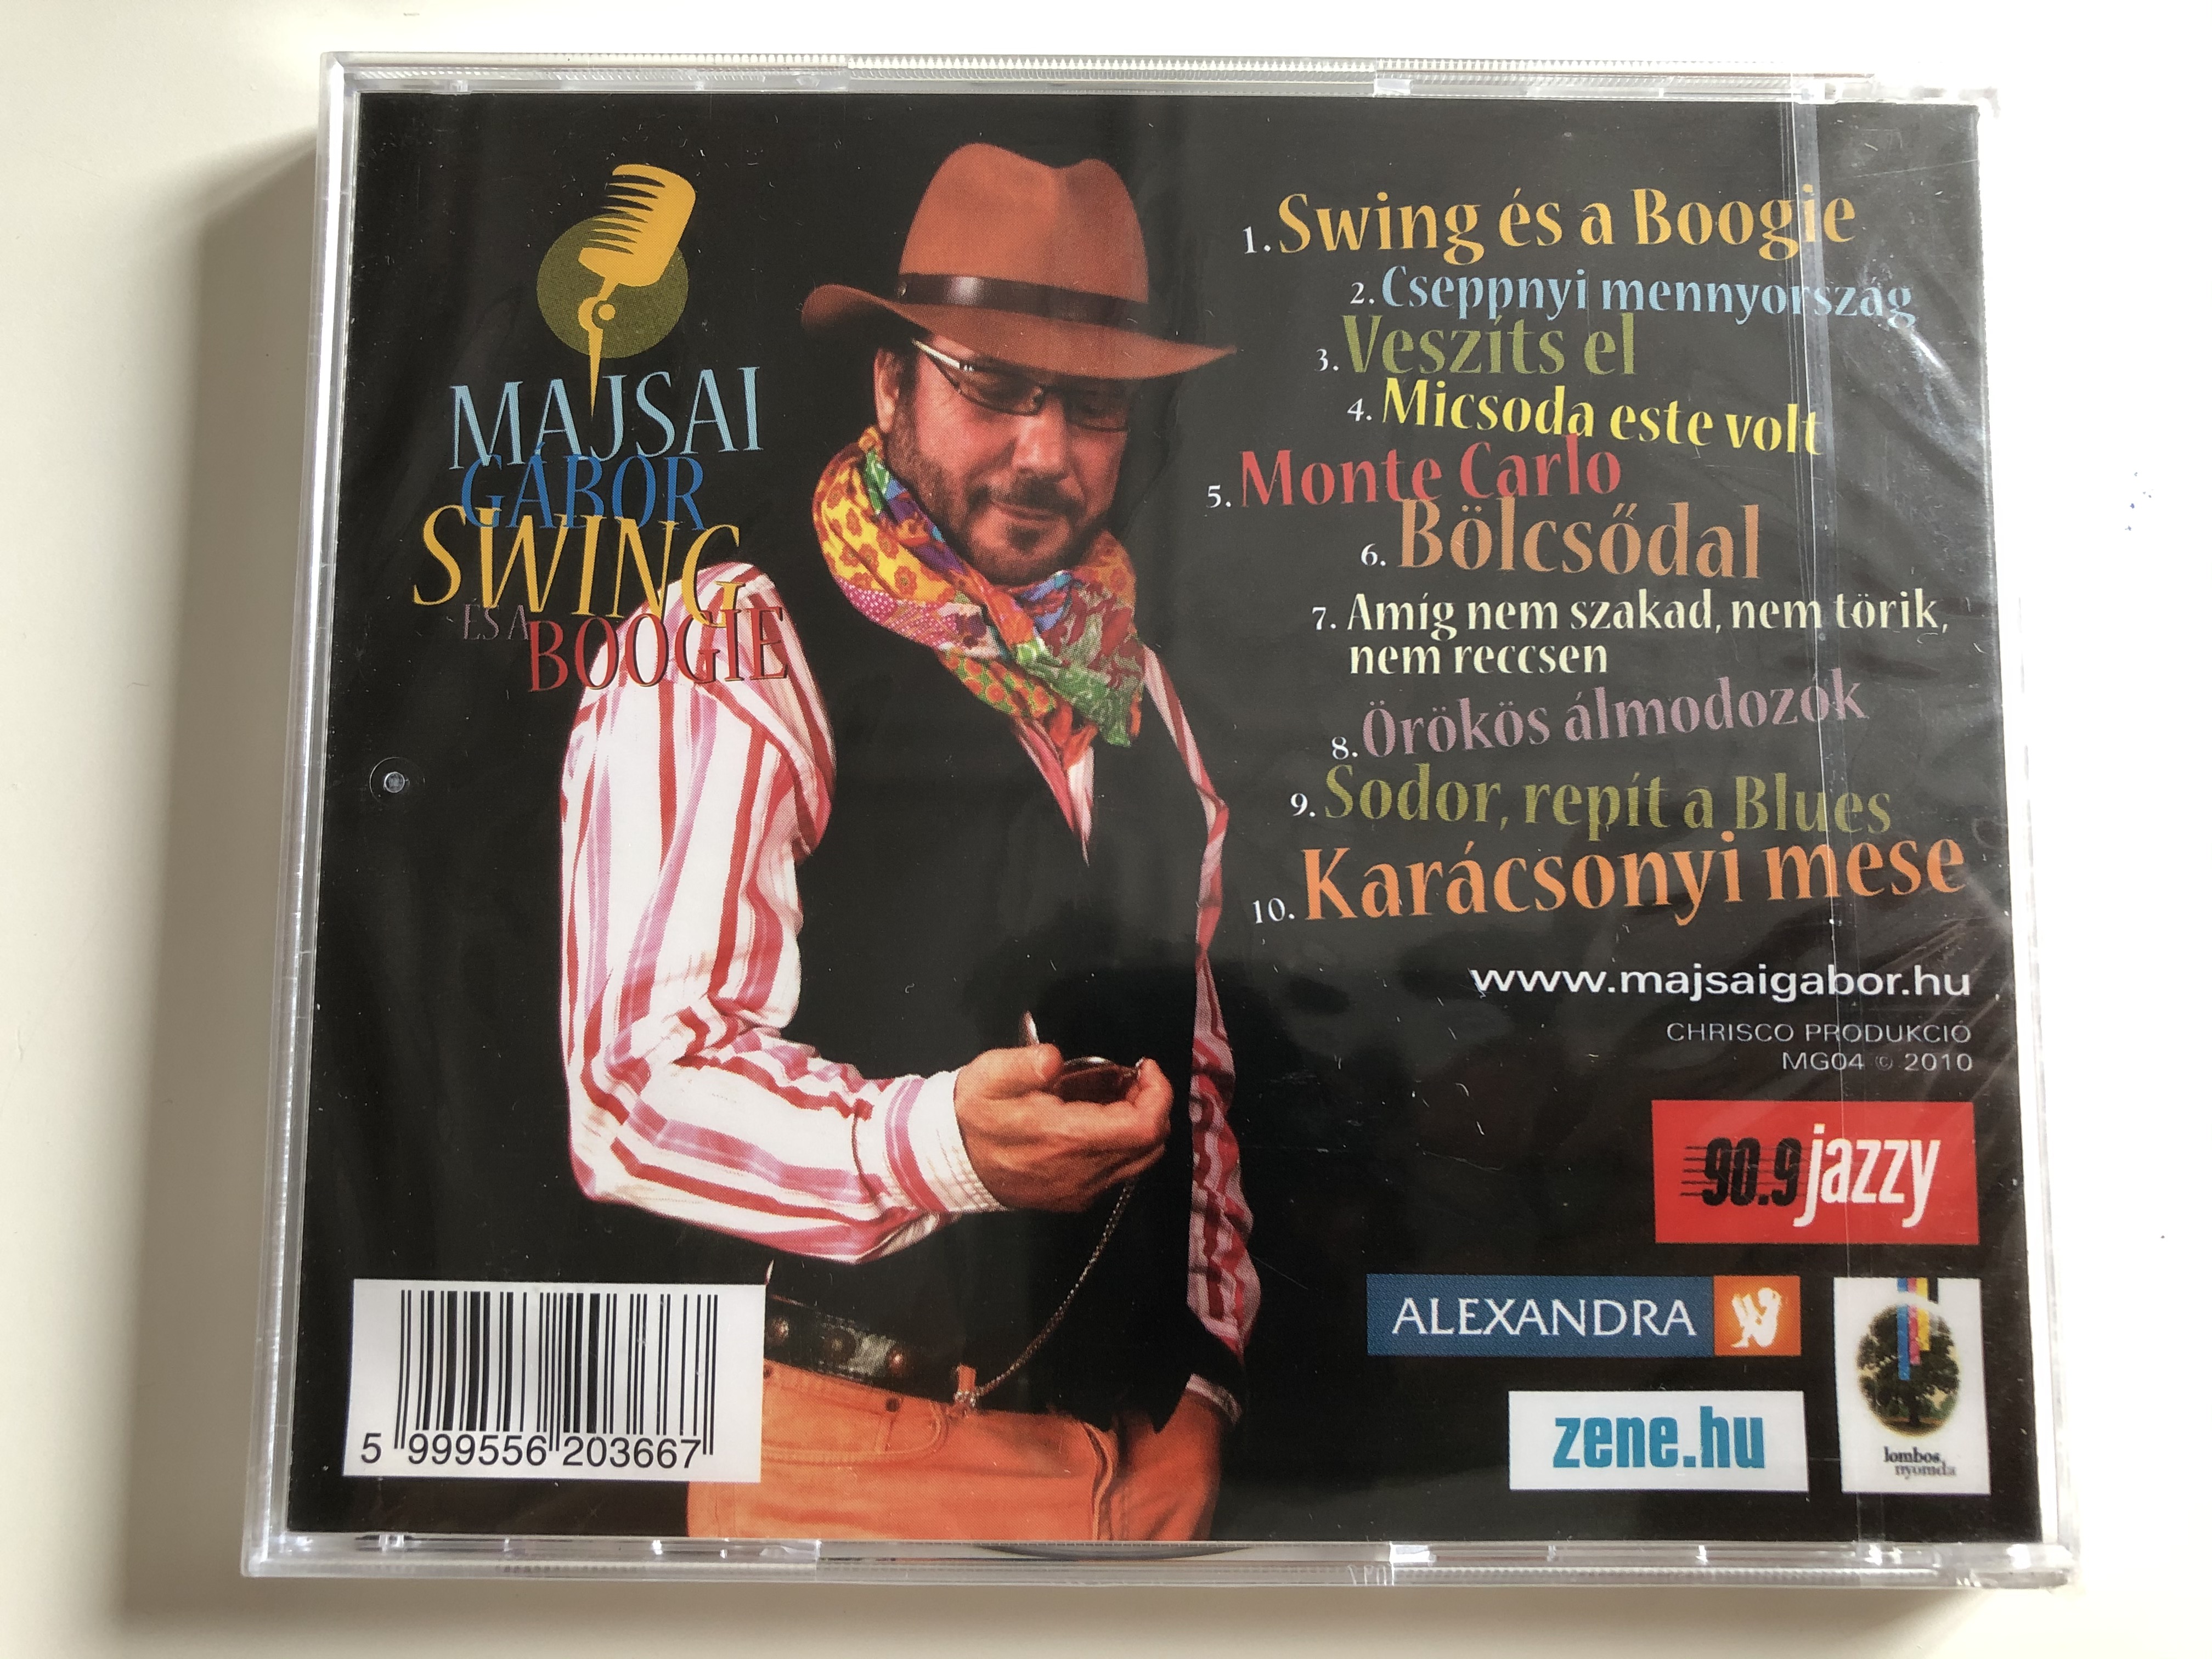 MAJSAI
GÁBOR
SWING
ÉS A BOOGIE
1. Swing és a Boogie
2. Cseppnyi mennyország
3. Veszíts el
4. Micsoda este volt
5. Monte Carlo
6. Bölcsődal
7. Amíg nem szakad, nem törik,
nem reccsen
8. Örökös álmodozók
9. Sodor, repít a Blues
10. Karácsonyi mese
www.majsaigabor.hu
CHRISCO PRODUKCIÓ
MG04 © 2010
90.9 jazzy
ALEXANDRA
zene.hu
lombos
nyomda
5 999556 203667